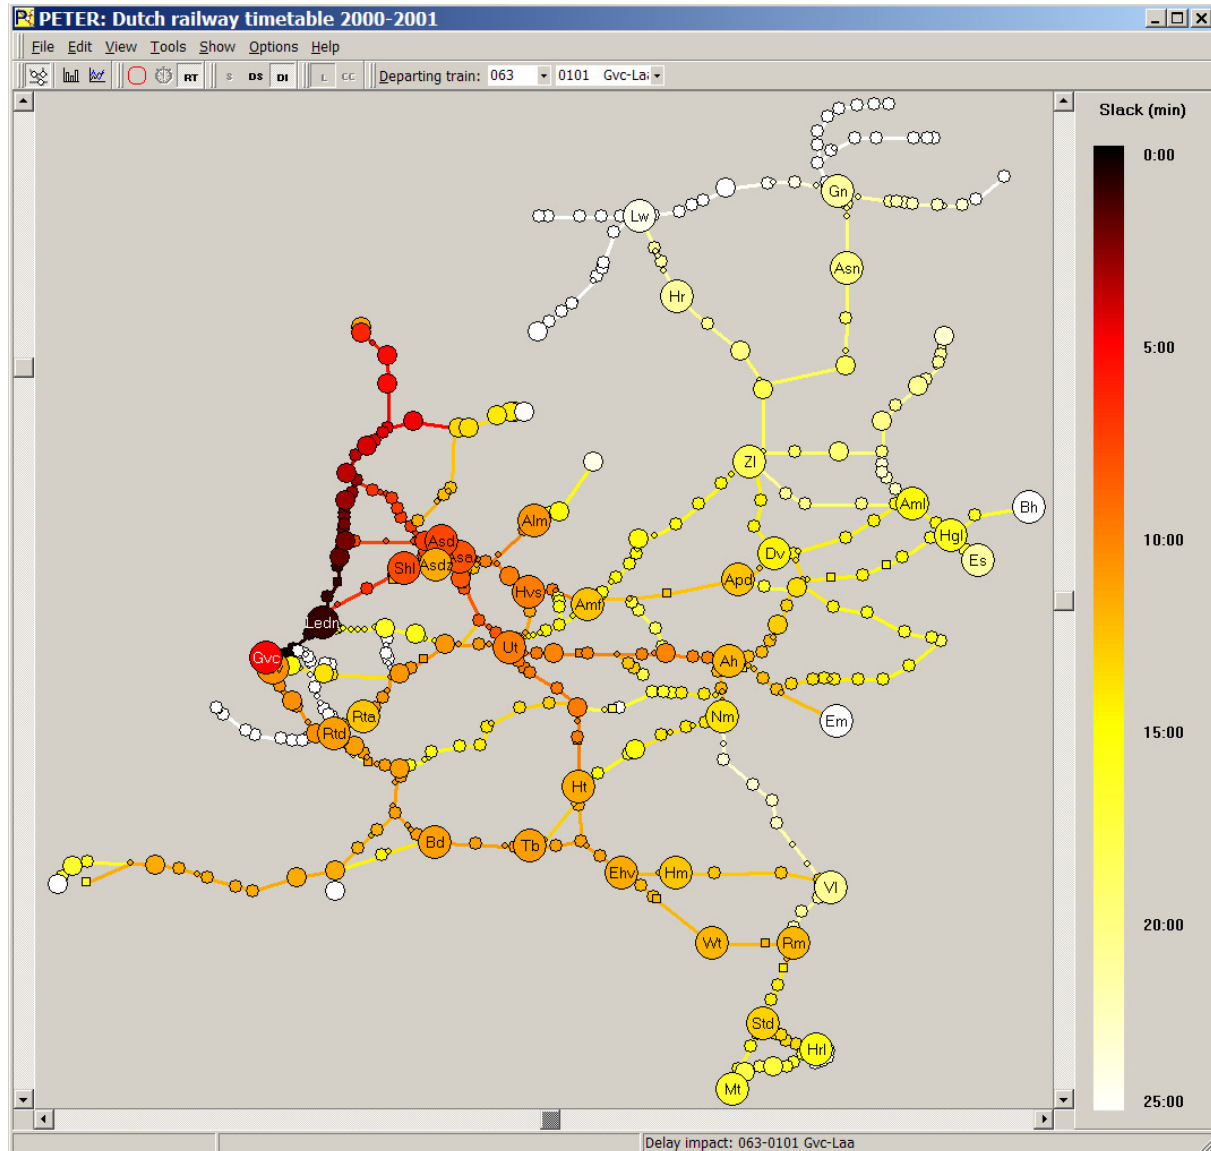 PETER: Dutch railway timetable 2000-2001
File Edit View Tools Show Options Help
RT S DS DI L CC Departing train: 063 0101 Gvc-Laa
Slack (min)
0:00
5:00
10:00
15:00
20:00
25:00
Gn
Lw
Asn
Hr
Zl
Aml
Bh
Alm
Hgl
Asd
Asa
Dv
Es
Asdz
Shl
Apd
Hvs
Amf
Ledn
Ut
Gvc
Ah
Rta
Nm
Em
Rtd
Ht
Bd
Tb
Ehv
Hm
Vl
Wt
Rm
Std
Hrl
Mt
Delay impact: 063-0101 Gvc-Laa